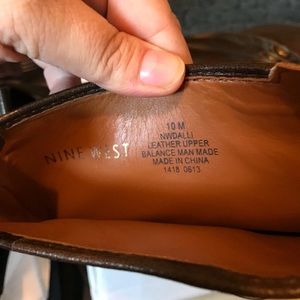 NINE WEST
10 M
NWDALLI
LEATHER UPPER
BALANCE MAN MADE
MADE IN CHINA
1418 0613